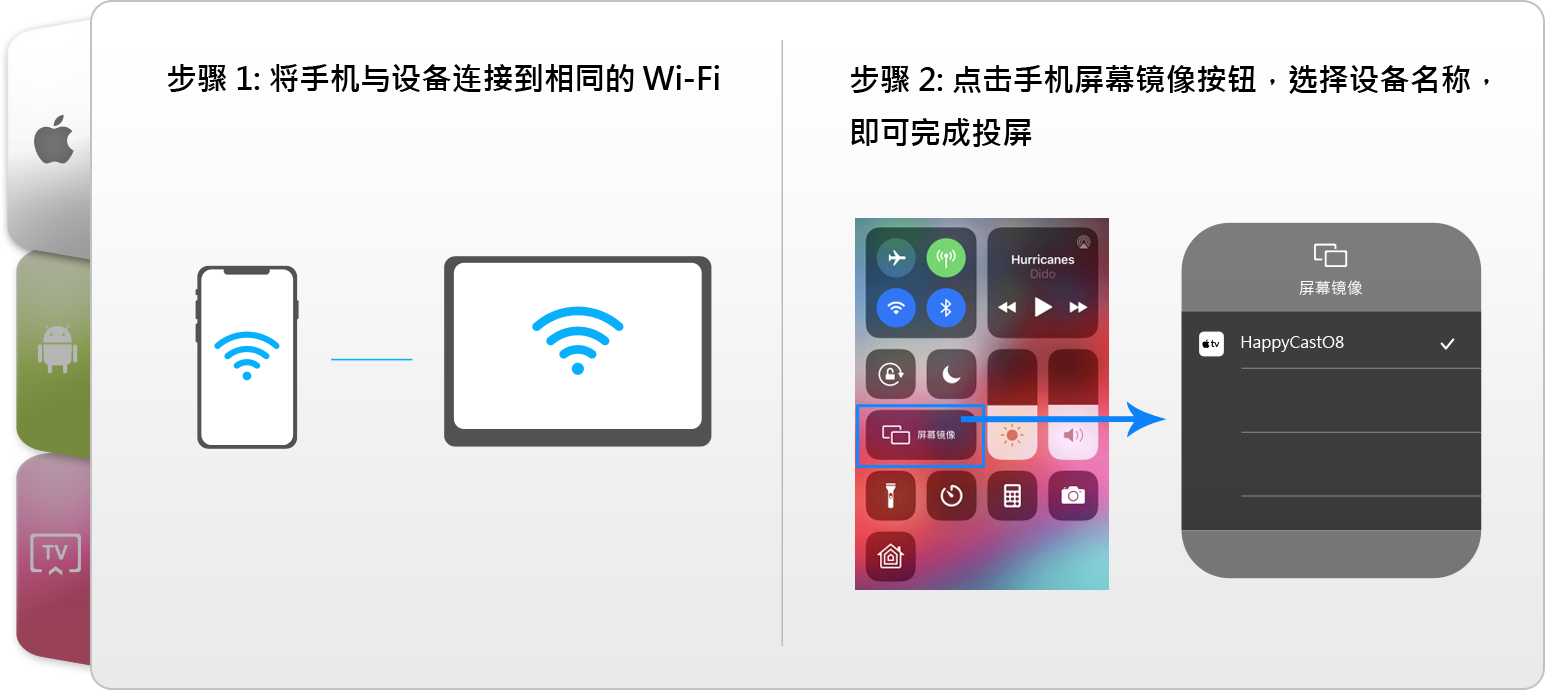 步骤 1: 将手机与设备连接到相同的 Wi-Fi
步骤 2: 点击手机屏幕镜像按钮，選择设备名称，
即可完成投屏
TV
Hurricanes
Dido
屏幕镜像
屏幕镜像
tv
HappyCastO8